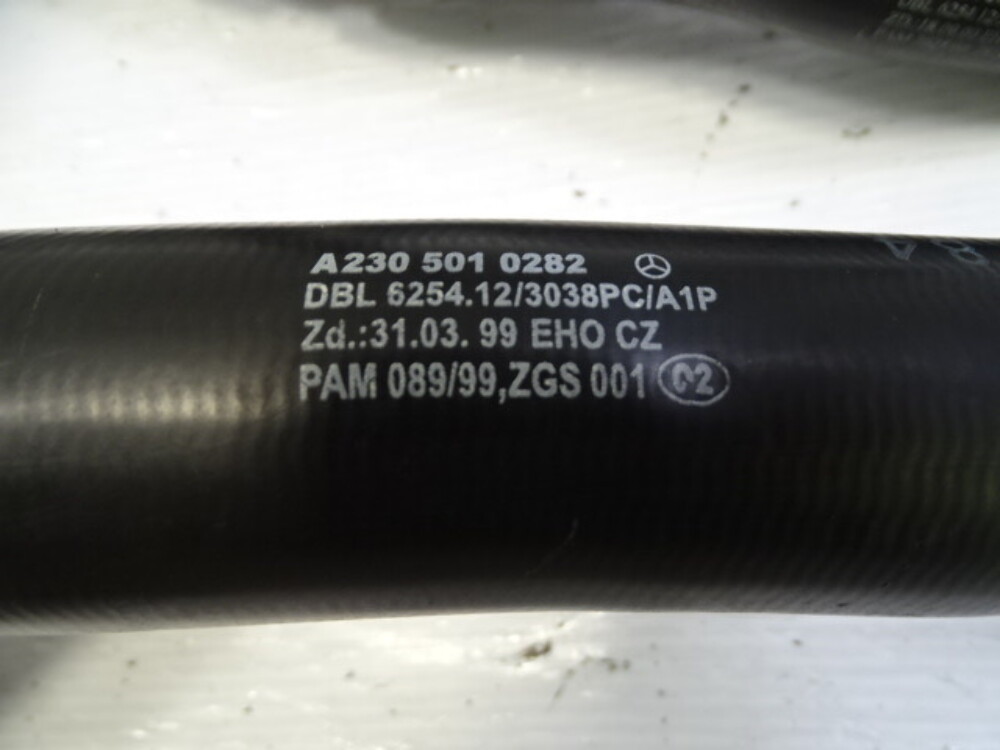 A230 501 0282
DBL 6254.12/3038PC/A1P
Zd.:31.03. 99 EHO CZ
PAM 089/99,ZGS 001 02